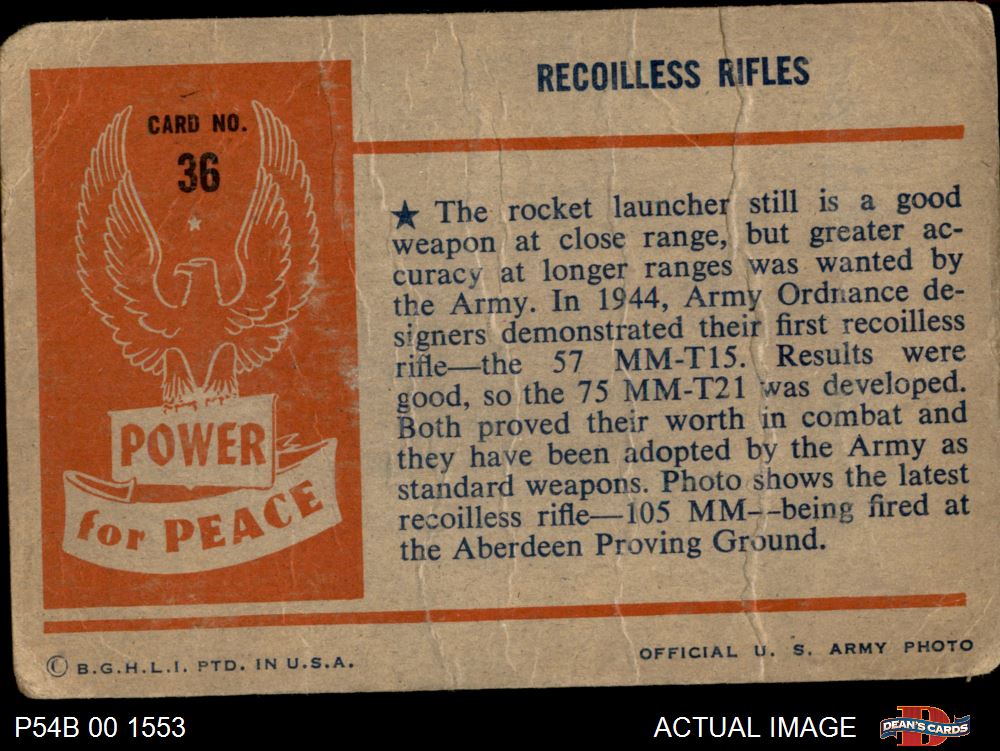 CARD NO.
36
POWER
for PEACE
RECOILLESS RIFLES
★ The rocket launcher still is a good
weapon at close range, but greater ac-
curacy at longer ranges was wanted by
the Army. In 1944, Army Ordnance de-
signers demonstrated their first recoilless
rifle—the 57 MM-T15. Results were
good, so the 75 MM-T21 was developed.
Both proved their worth in combat and
they have been adopted by the Army as
standard weapons. Photo shows the latest
recoilless rifle—105 MM--being fired at
the Aberdeen Proving Ground.
© B.G.H.L.I. PTD. IN U.S.A.
OFFICIAL U. S. ARMY PHOTO
P54B 00 1553
ACTUAL IMAGE
DEAN'S CARDS